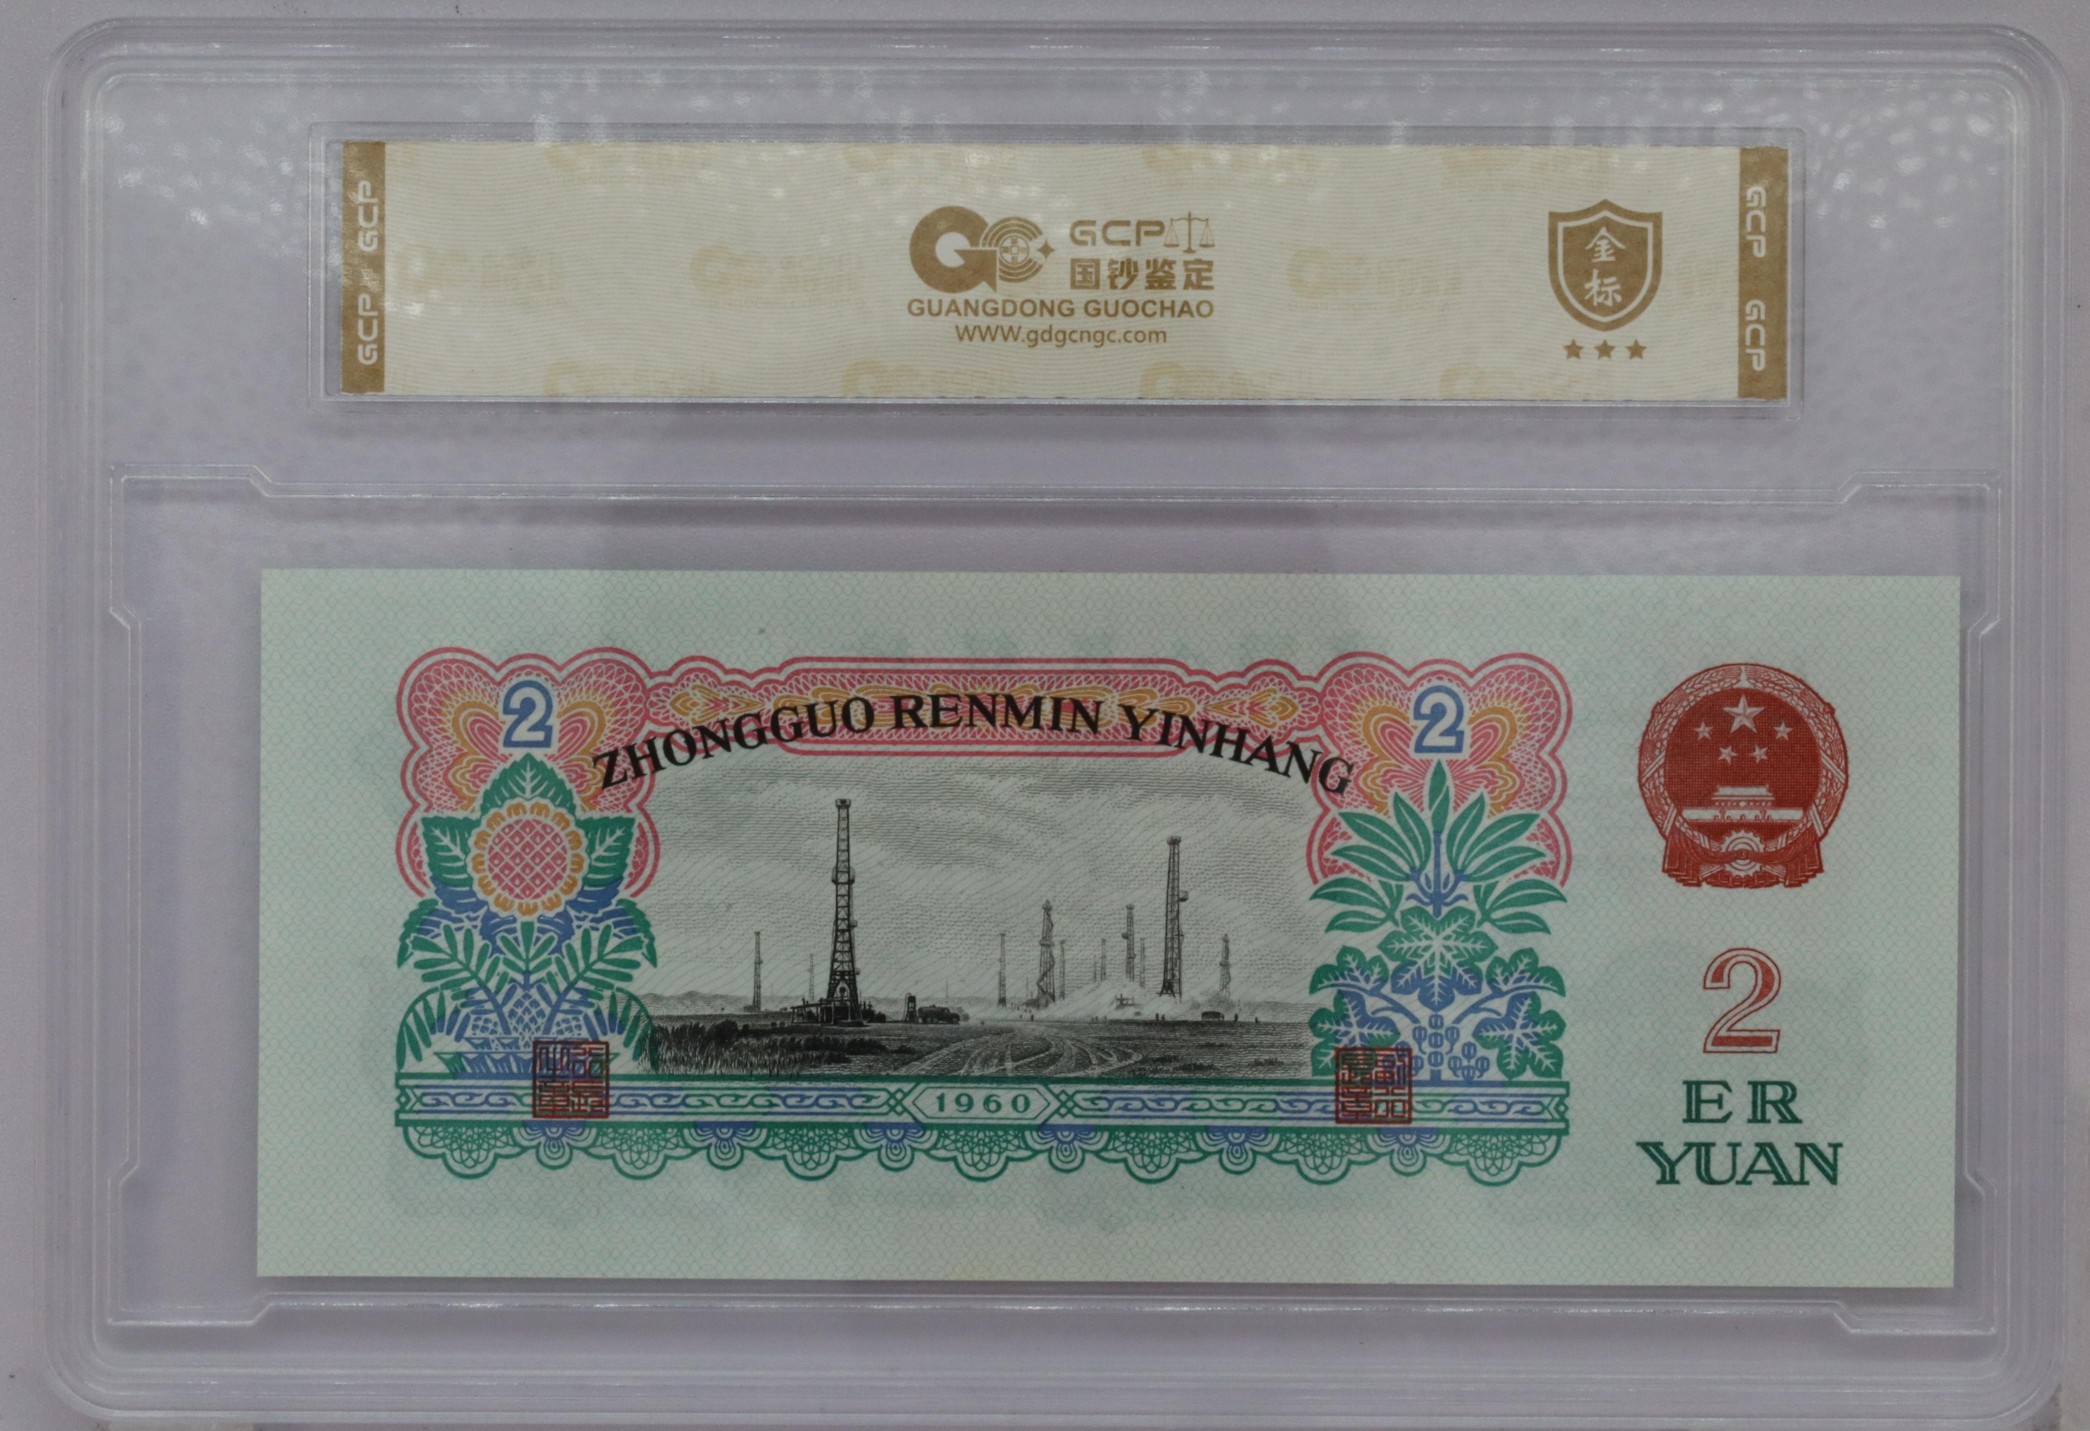 GCP GCP
GCP
国钞鉴定
GUANGDONG GUOCHAO
WWW.gdgcngc.com
金
标
GCP GCP
2
ZHONGGUO RENMIN YINHANG
2
1960
2
ER
YUAN